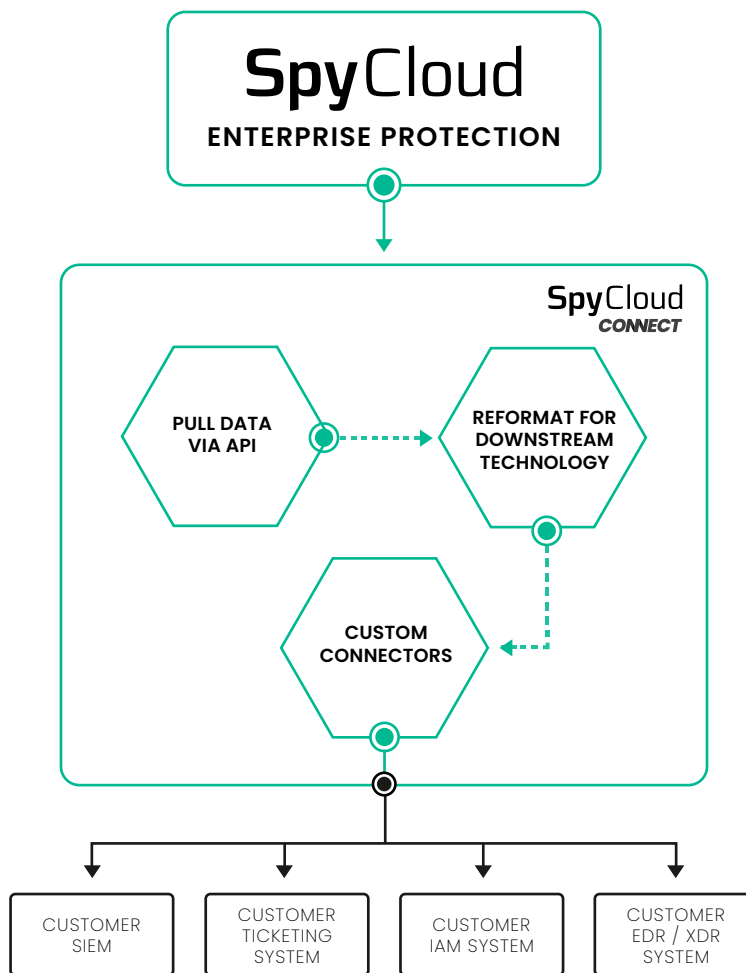 SpyCloud
ENTERPRISE PROTECTION
SpyCloud
CONNECT
PULL DATA
VIA API
REFORMAT FOR
DOWNSTREAM
TECHNOLOGY
CUSTOM
CONNECTORS
CUSTOMER
SIEM
CUSTOMER
TICKETING
SYSTEM
CUSTOMER
IAM SYSTEM
CUSTOMER
EDR / XDR
SYSTEM